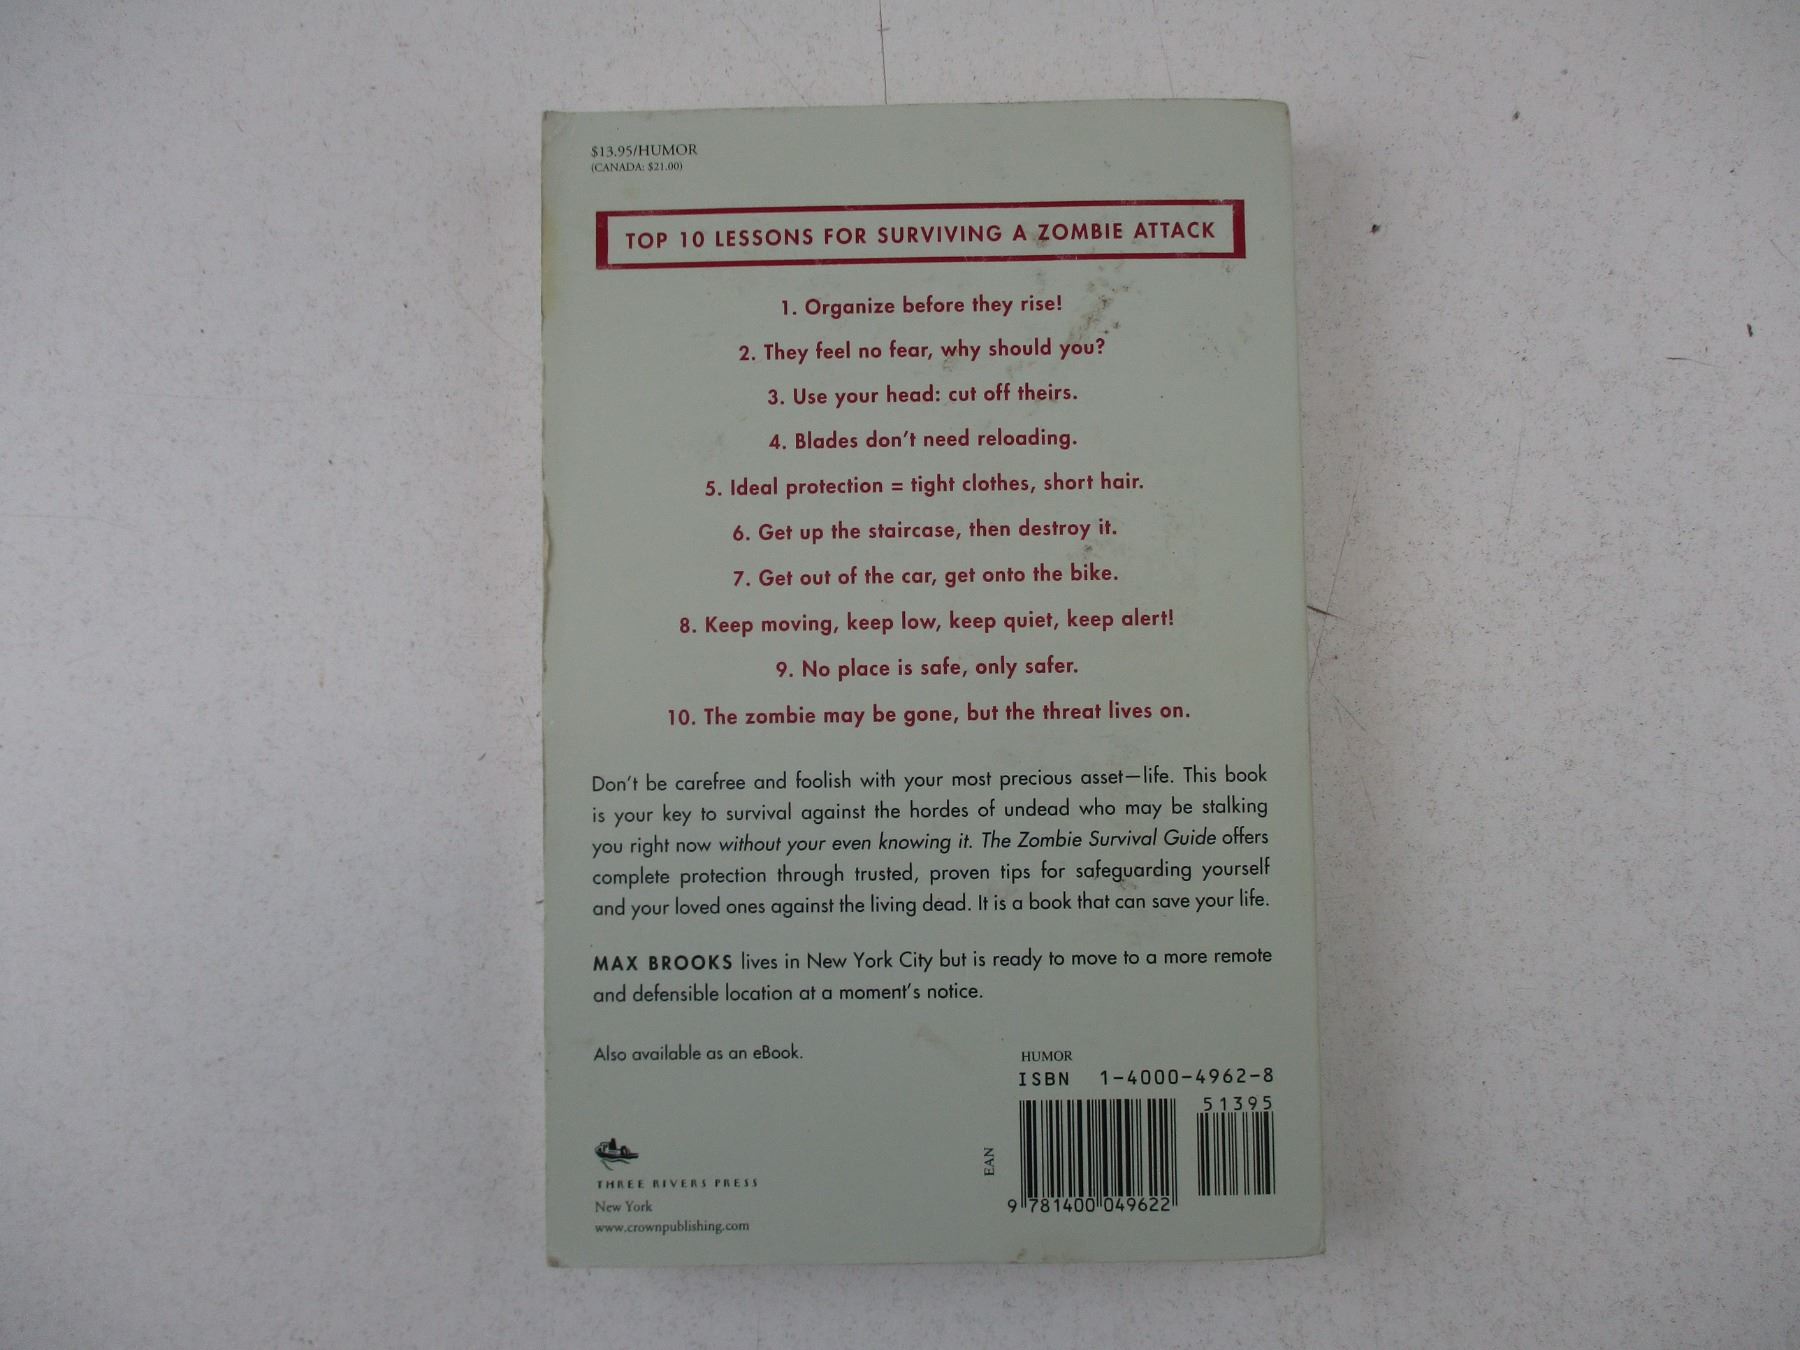 $13.95/HUMOR
(CANADA: $21.00)
TOP 10 LESSONS FOR SURVIVING A ZOMBIE ATTACK
1. Organize before they rise!
2. They feel no fear, why should you?
3. Use your head: cut off theirs.
4. Blades don't need reloading.
5. Ideal protection = tight clothes, short hair.
6. Get up the staircase, then destroy it.
7. Get out of the car, get onto the bike.
8. Keep moving, keep low, keep quiet, keep alert!
9. No place is safe, only safer.
10. The zombie may be gone, but the threat lives on.
Don't be carefree and foolish with your most precious asset—life. This book
is your key to survival against the hordes of undead who may be stalking
you right now without your even knowing it. The Zombie Survival Guide offers
complete protection through trusted, proven tips for safeguarding yourself
and your loved ones against the living dead. It is a book that can save your life.
MAX BROOKS lives in New York City but is ready to move to a more remote
and defensible location at a moment's notice.
Also available as an eBook.
THREE RIVERS PRESS
New York
www.crownpublishing.com
HUMOR
ISBN 1-4000-4962-8
51395
EAN
9 781400 049622